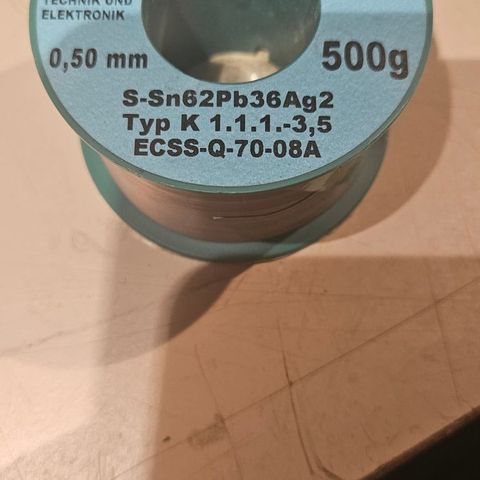 TECHNIK UND
ELEKTRONIK
0,50 mm
500g
S-Sn62Pb36Ag2
Typ K 1.1.1.-3,5
ECSS-Q-70-08A